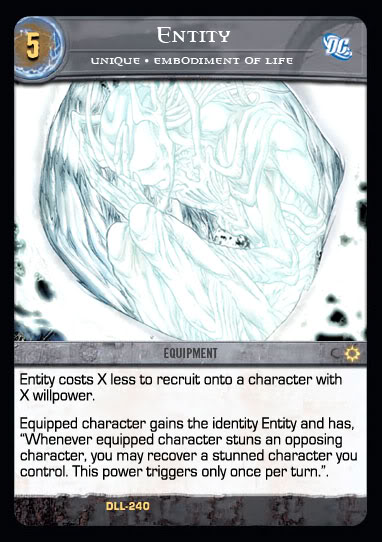 5
Entity
UNIQUE • EMBODIMENT OF LIFE
DC
EQUIPMENT
Entity costs X less to recruit onto a character with
X willpower.
Equipped character gains the identity Entity and has,
“Whenever equipped character stuns an opposing
character, you may recover a stunned character you
control. This power triggers only once per turn.”.
DLL-240